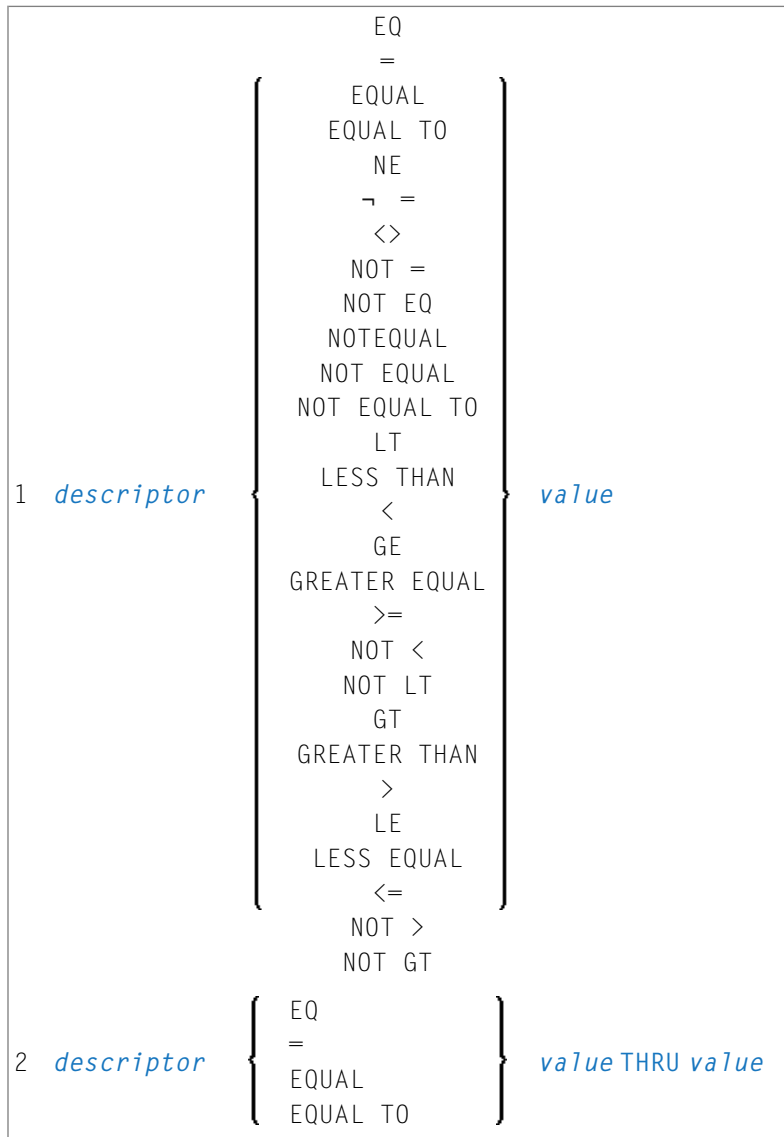 EQ
=
EQUAL
EQUAL TO
NE
¬ =
<>
NOT =
NOT EQ
NOTEQUAL
NOT EQUAL
NOT EQUAL TO
LT
LESS THAN
1 descriptor { < } value
GE
GREATER EQUAL
>=
NOT <
NOT LT
GT
GREATER THAN
>
LE
LESS EQUAL
<=
NOT >
NOT GT
EQ
=
2 descriptor { } value THRU value
EQUAL
EQUAL TO